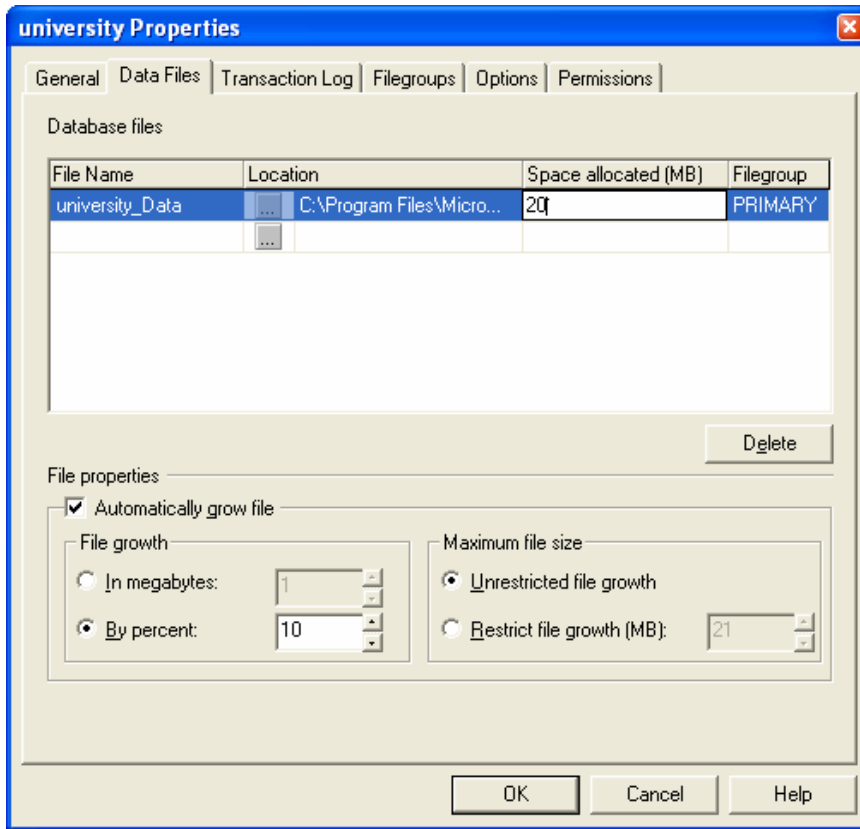 university Properties
General Data Files Transaction Log Filegroups Options Permissions
Database files
File Name Location Space allocated (MB) Filegroup
university_Data ... C:\Program Files\Micro... 20 PRIMARY
...
Delete
File properties
Automatically grow file
File growth Maximum file size
In megabytes: 1 Unrestricted file growth
By percent: 10 Restrict file growth (MB): 21
OK Cancel Help